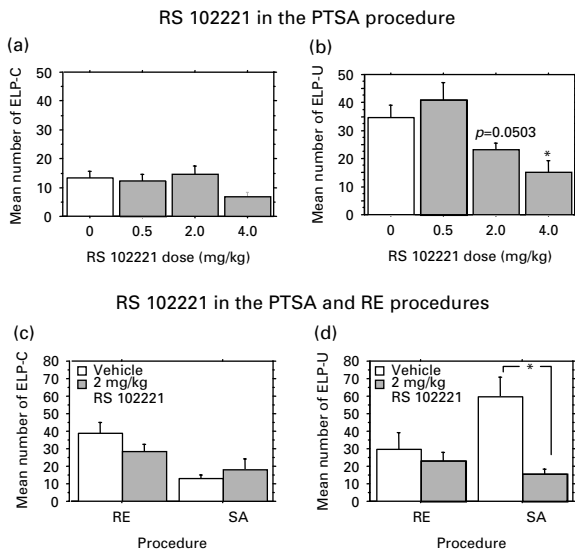 RS 102221 in the PTSA procedure
(a)
Mean number of ELP-C
50
40
30
20
10
0
0 0.5 2.0 4.0
RS 102221 dose (mg/kg)
(b)
Mean number of ELP-U
50
40
30
20
10
0
p=0.0503
*
0 0.5 2.0 4.0
RS 102221 dose (mg/kg)
RS 102221 in the PTSA and RE procedures
(c)
Mean number of ELP-C
80
70
60
50
40
30
20
10
0
Vehicle
2 mg/kg
RS 102221
RE SA
Procedure
(d)
Mean number of ELP-U
80
70
60
50
40
30
20
10
0
Vehicle
2 mg/kg
RS 102221
*
RE SA
Procedure